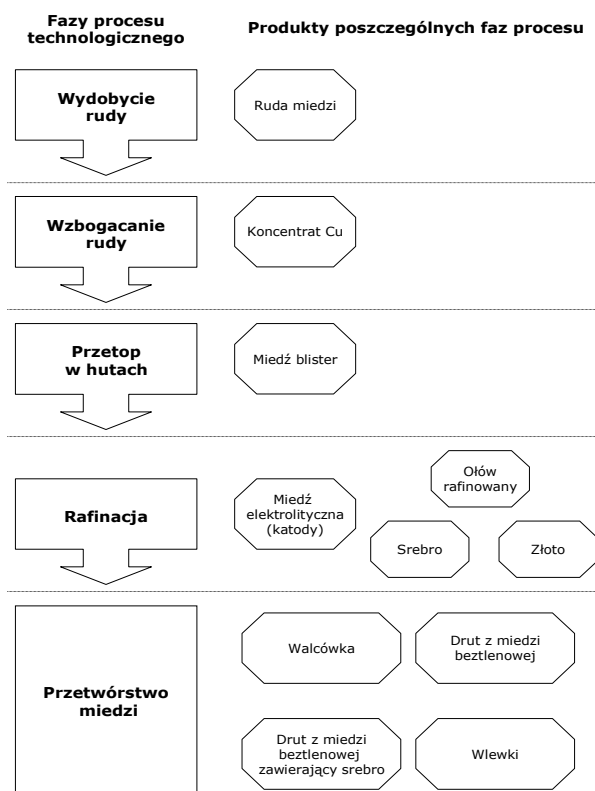 Fazy procesu
technologicznego
Produkty poszczególnych faz procesu
Wydobycie
rudy
Ruda miedzi
Wzbogacanie
rudy
Koncentrat Cu
Przetop
w hutach
Miedź blister
Rafinacja
Miedź
elektrolityczna
(katody)
Ołów
rafinowany
Srebro
Złoto
Przetwórstwo
miedzi
Walcówka
Drut z miedzi
beztlenowej
Drut z miedzi
beztlenowej
zawierający srebro
Wlewki